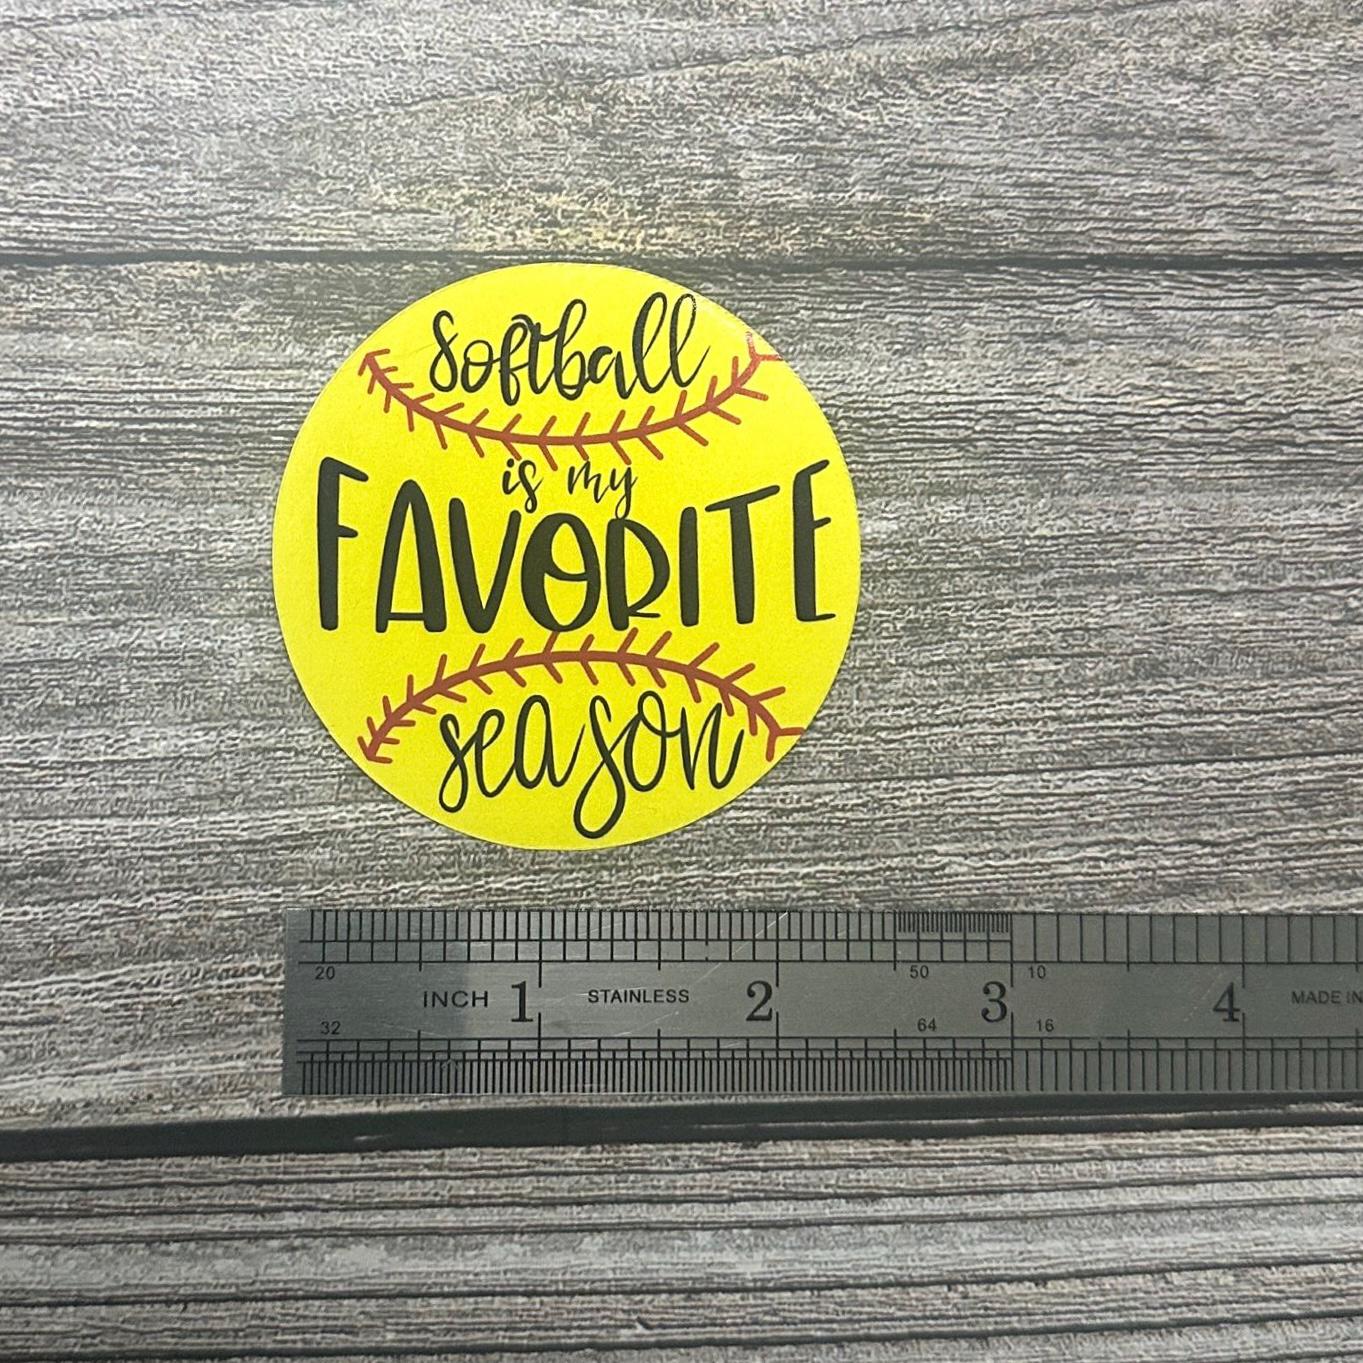 softball
is my
FAVORITE
season
20 50 10
INCH 1 STAINLESS 2 3 4 MADE IN
32 64 16